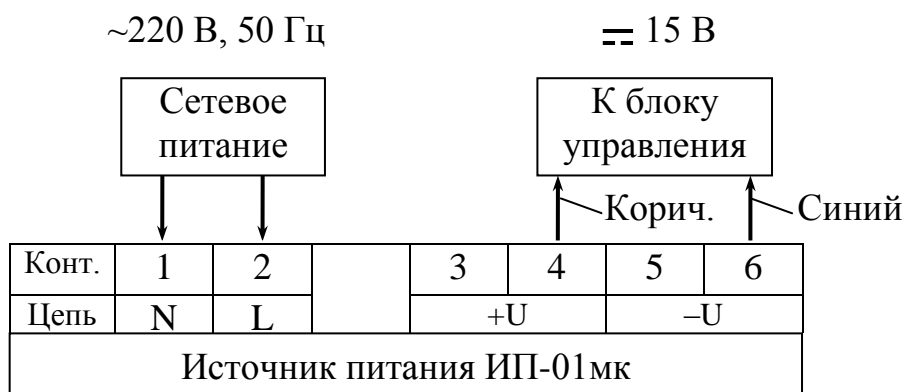 ~220 В, 50 Гц
⎓ 15 В
Сетевое
питание
К блоку
управления
Корич.
Синий
Конт. 1 2 3 4 5 6
Цепь N L +U –U
Источник питания ИП-01мк